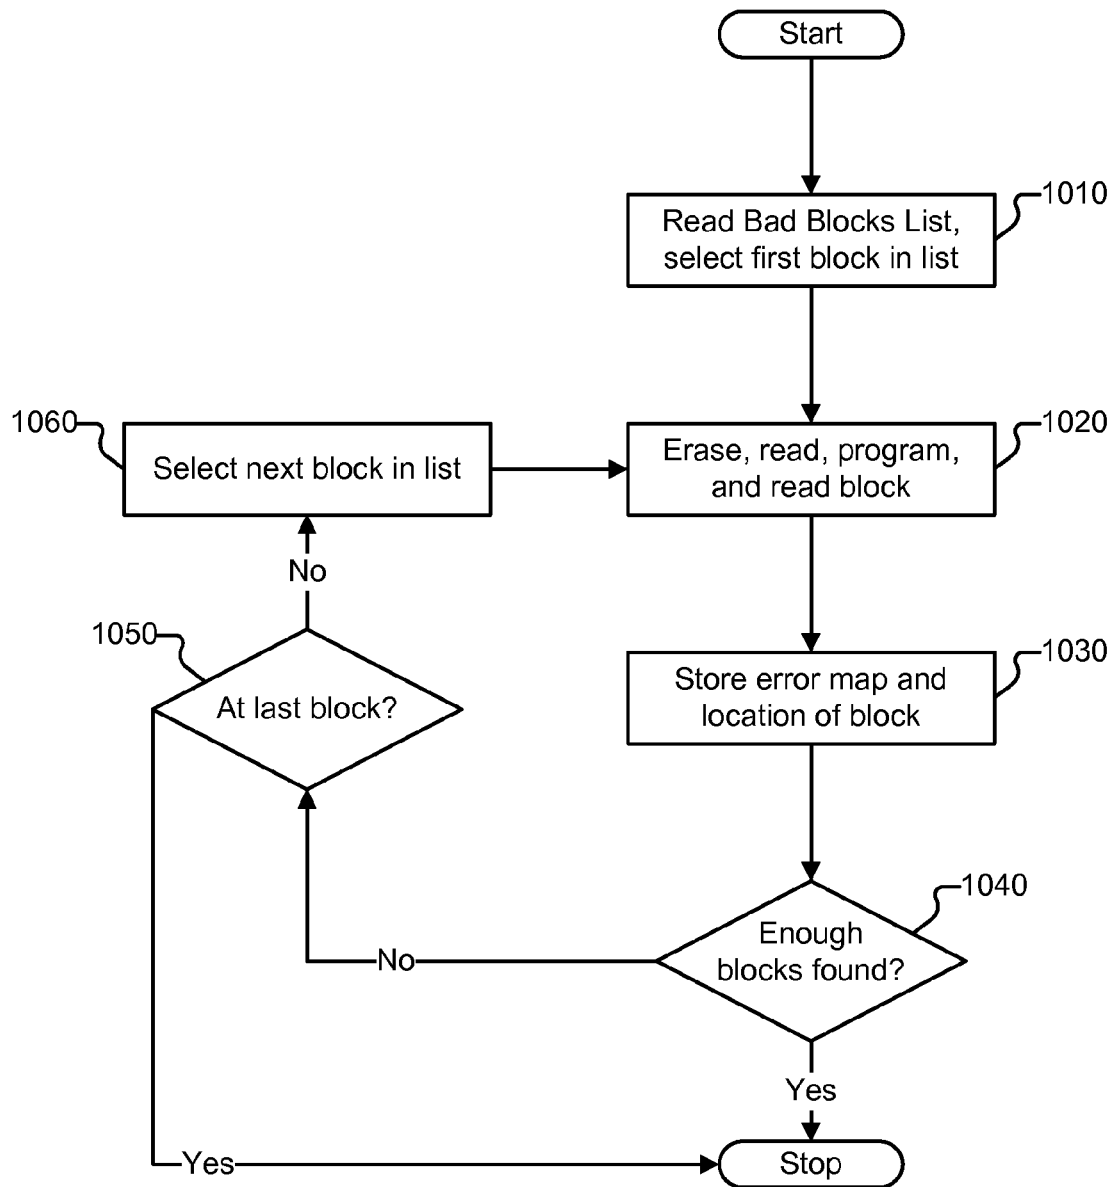 Start
1010
Read Bad Blocks List,
select first block in list
1060
Select next block in list
1020
Erase, read, program,
and read block
No
1050
At last block?
1030
Store error map and
location of block
1040
Enough
blocks found?
No
Yes
Yes
Stop